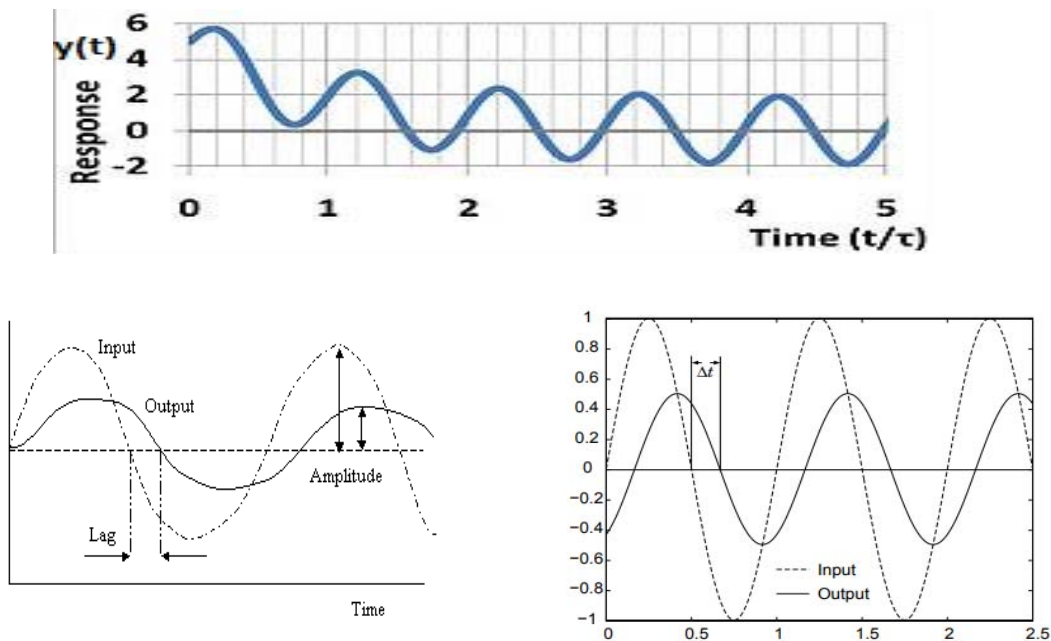 6
y(t)
4
2
0
-2
Response
0 1 2 3 4 5
Time (t/τ)
Input
Output
Amplitude
Lag
Time
1
0.8
0.6
0.4
0.2
0
−0.2
−0.4
−0.6
−0.8
−1
Δt
Input
Output
0 0.5 1 1.5 2 2.5